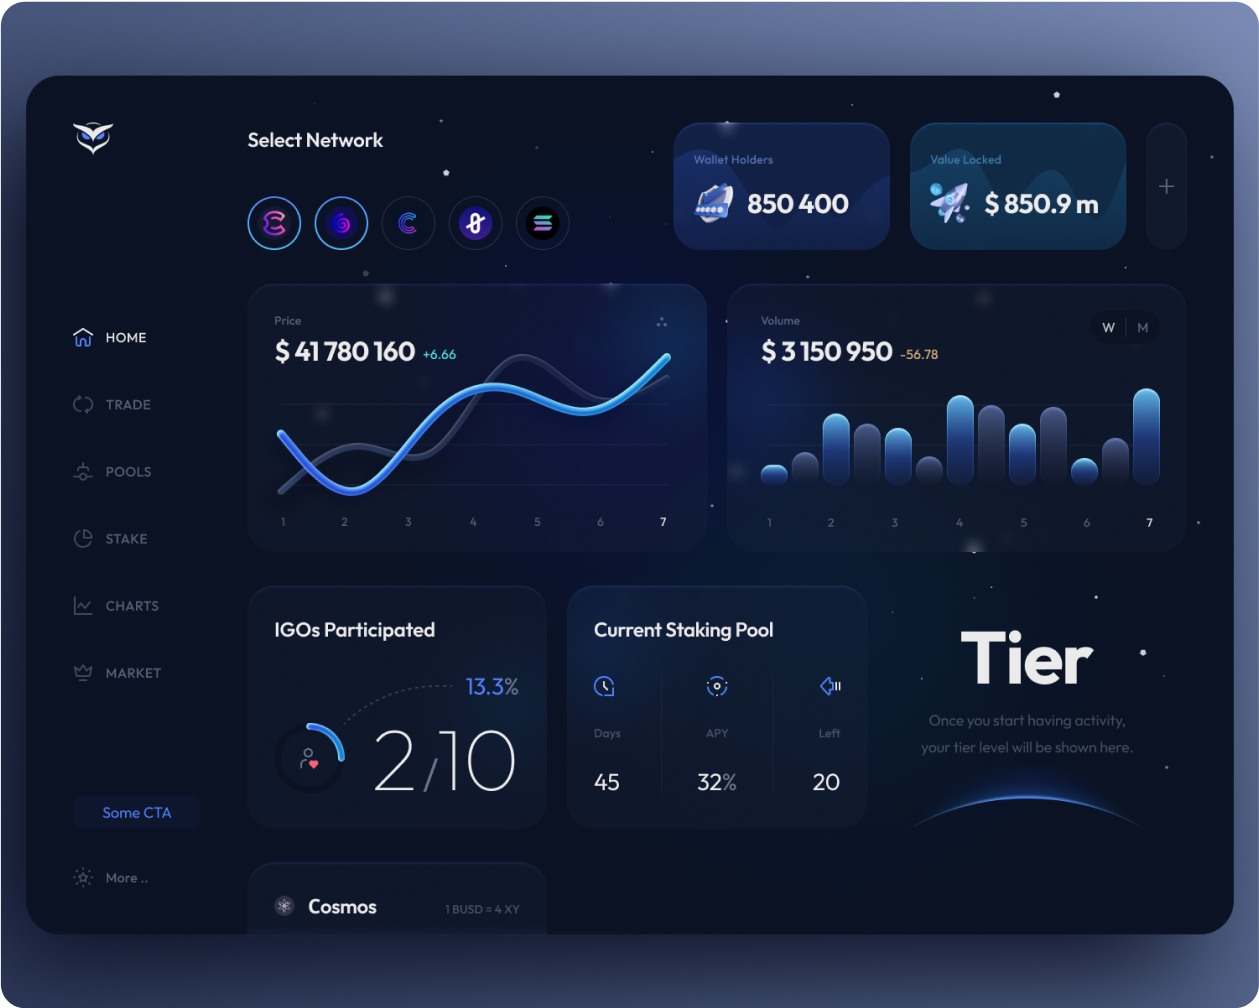 Select Network
Wallet Holders
850 400
Value Locked
$ 850.9 m
+
HOME
TRADE
POOLS
STAKE
CHARTS
MARKET
Some CTA
More ..
Price
$ 41 780 160 +6.66
1 2 3 4 5 6 7
Volume
W M
$ 3 150 950 -56.78
1 2 3 4 5 6 7
IGOs Participated
13.3%
2/10
Current Staking Pool
Days APY Left
45 32% 20
Tier
Once you start having activity,
your tier level will be shown here.
Cosmos 1 BUSD = 4 XY